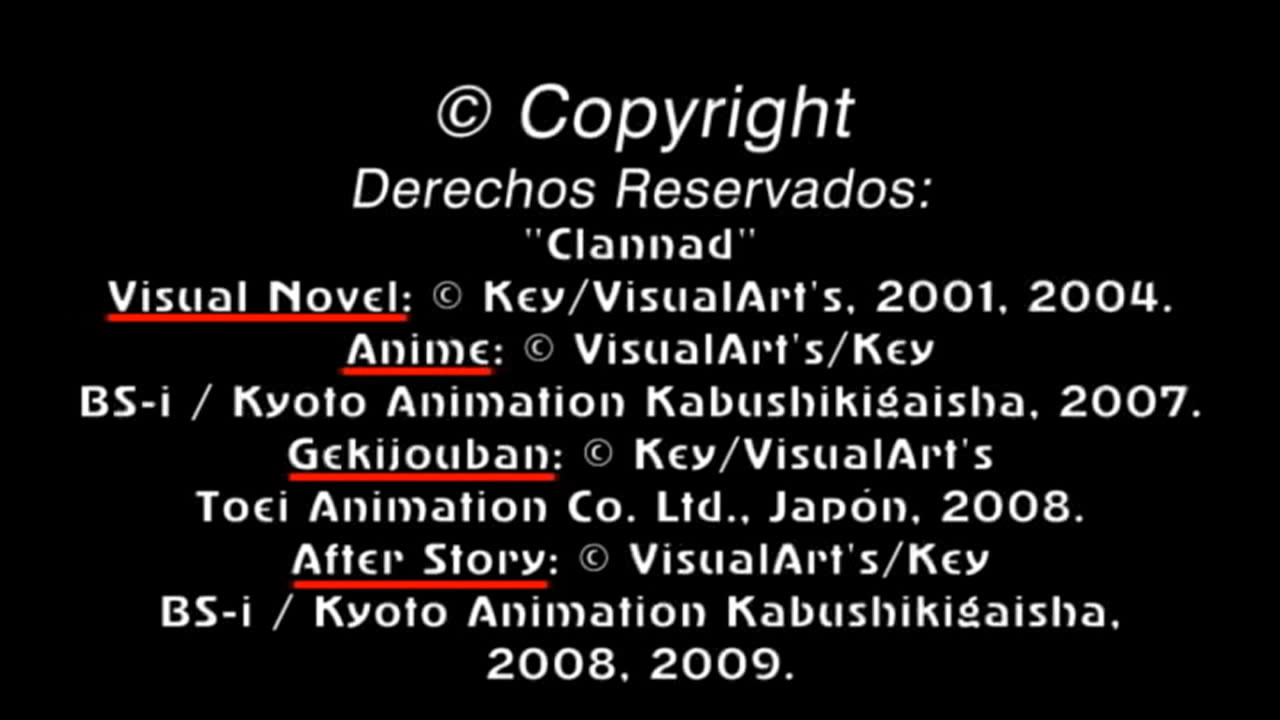 © Copyright
Derechos Reservados:
"Clannad"
Visual Novel: © Key/VisualArt's, 2001, 2004.
Anime: © VisualArt's/Key
BS-i / Kyoto Animation Kabushikigaisha, 2007.
Gekijouban: © Key/VisualArt's
Toei Animation Co. Ltd., Japón, 2008.
After Story: © VisualArt's/Key
BS-i / Kyoto Animation Kabushikigaisha,
2008, 2009.